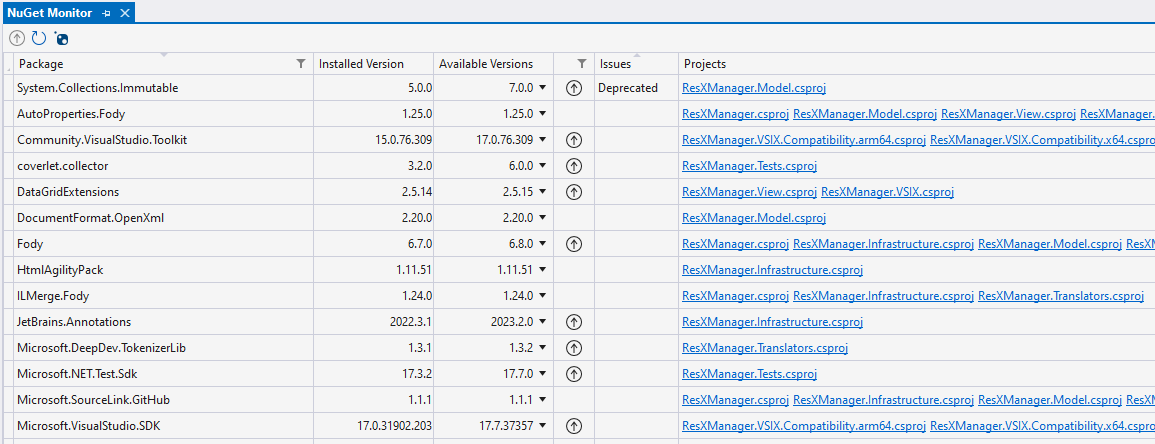 NuGet Monitor
Package Installed Version Available Versions Issues Projects
System.Collections.Immutable 5.0.0 7.0.0 Deprecated ResXManager.Model.csproj
AutoProperties.Fody 1.25.0 1.25.0 ResXManager.csproj ResXManager.Model.csproj ResXManager.View.csproj ResXManager.
Community.VisualStudio.Toolkit 15.0.76.309 17.0.76.309 ResXManager.VSIX.Compatibility.arm64.csproj ResXManager.VSIX.Compatibility.x64.cspro
coverlet.collector 3.2.0 6.0.0 ResXManager.Tests.csproj
DataGridExtensions 2.5.14 2.5.15 ResXManager.View.csproj ResXManager.VSIX.csproj
DocumentFormat.OpenXml 2.20.0 2.20.0 ResXManager.Model.csproj
Fody 6.7.0 6.8.0 ResXManager.csproj ResXManager.Infrastructure.csproj ResXManager.Model.csproj ResX
HtmlAgilityPack 1.11.51 1.11.51 ResXManager.Infrastructure.csproj
ILMerge.Fody 1.24.0 1.24.0 ResXManager.csproj ResXManager.Infrastructure.csproj ResXManager.Translators.csproj
JetBrains.Annotations 2022.3.1 2023.2.0 ResXManager.Infrastructure.csproj
Microsoft.DeepDev.TokenizerLib 1.3.1 1.3.2 ResXManager.Translators.csproj
Microsoft.NET.Test.Sdk 17.3.2 17.7.0 ResXManager.Tests.csproj
Microsoft.SourceLink.GitHub 1.1.1 1.1.1 ResXManager.csproj ResXManager.Infrastructure.csproj ResXManager.Model.csproj ResX
Microsoft.VisualStudio.SDK 17.0.31902.203 17.7.37357 ResXManager.VSIX.Compatibility.arm64.csproj ResXManager.VSIX.Compatibility.x64.cspro